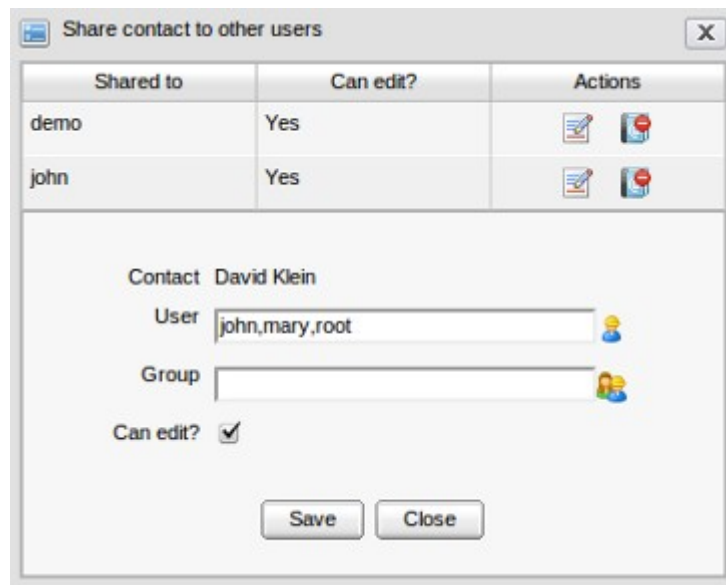 Share contact to other users X
Shared to Can edit? Actions
demo Yes
john Yes
Contact David Klein
User john,mary,root
Group
Can edit?
Save Close